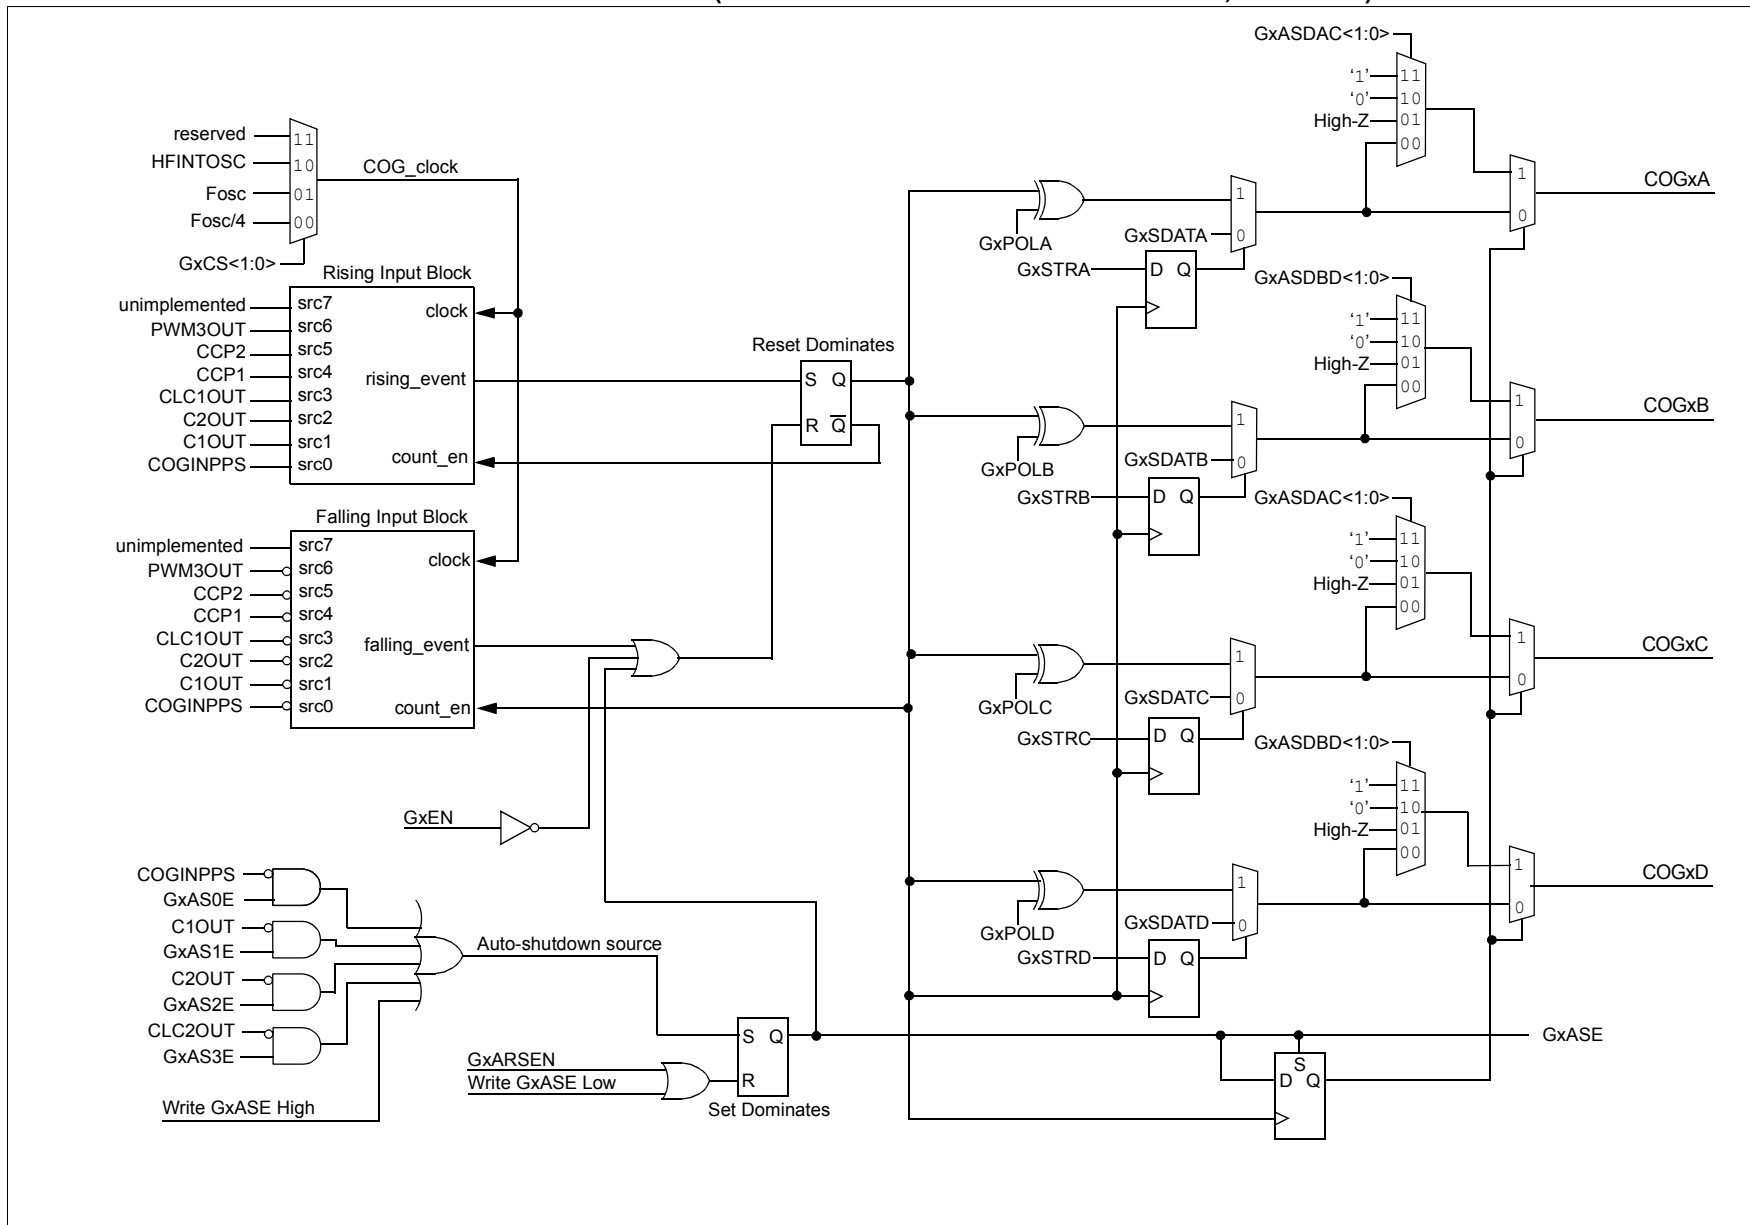 GxASDAC<1:0>
‘1’ 11
‘0’ 10
High-Z 01
00
reserved 11
HFINTOSC 10
Fosc 01
Fosc/4 00
GxCS<1:0>
COG_clock
Rising Input Block
unimplemented src7
PWM3OUT src6
CCP2 src5
CCP1 src4
CLC1OUT src3
C2OUT src2
C1OUT src1
COGINPPS src0
clock
rising_event
count_en
Falling Input Block
unimplemented src7
PWM3OUT src6
CCP2 src5
CCP1 src4
CLC1OUT src3
C2OUT src2
C1OUT src1
COGINPPS src0
clock
falling_event
count_en
Reset Dominates
S Q
R Q
GxEN
COGINPPS
GxAS0E
C1OUT
GxAS1E
C2OUT
GxAS2E
CLC2OUT
GxAS3E
Write GxASE High
Auto-shutdown source
GxARSEN
Write GxASE Low
S Q
R
Set Dominates
GxPOLA
GxSDATA
1
0
GxSTRA
D Q
1
0
COGxA
GxASDBD<1:0>
‘1’ 11
‘0’ 10
High-Z 01
00
GxPOLB
GxSDATB
1
0
GxSTRB
D Q
1
0
COGxB
GxASDAC<1:0>
‘1’ 11
‘0’ 10
High-Z 01
00
GxPOLC
GxSDATC
1
0
GxSTRC
D Q
1
0
COGxC
GxASDBD<1:0>
‘1’ 11
‘0’ 10
High-Z 01
00
GxPOLD
GxSDATD
1
0
GxSTRD
D Q
1
0
COGxD
GxASE
S
D Q